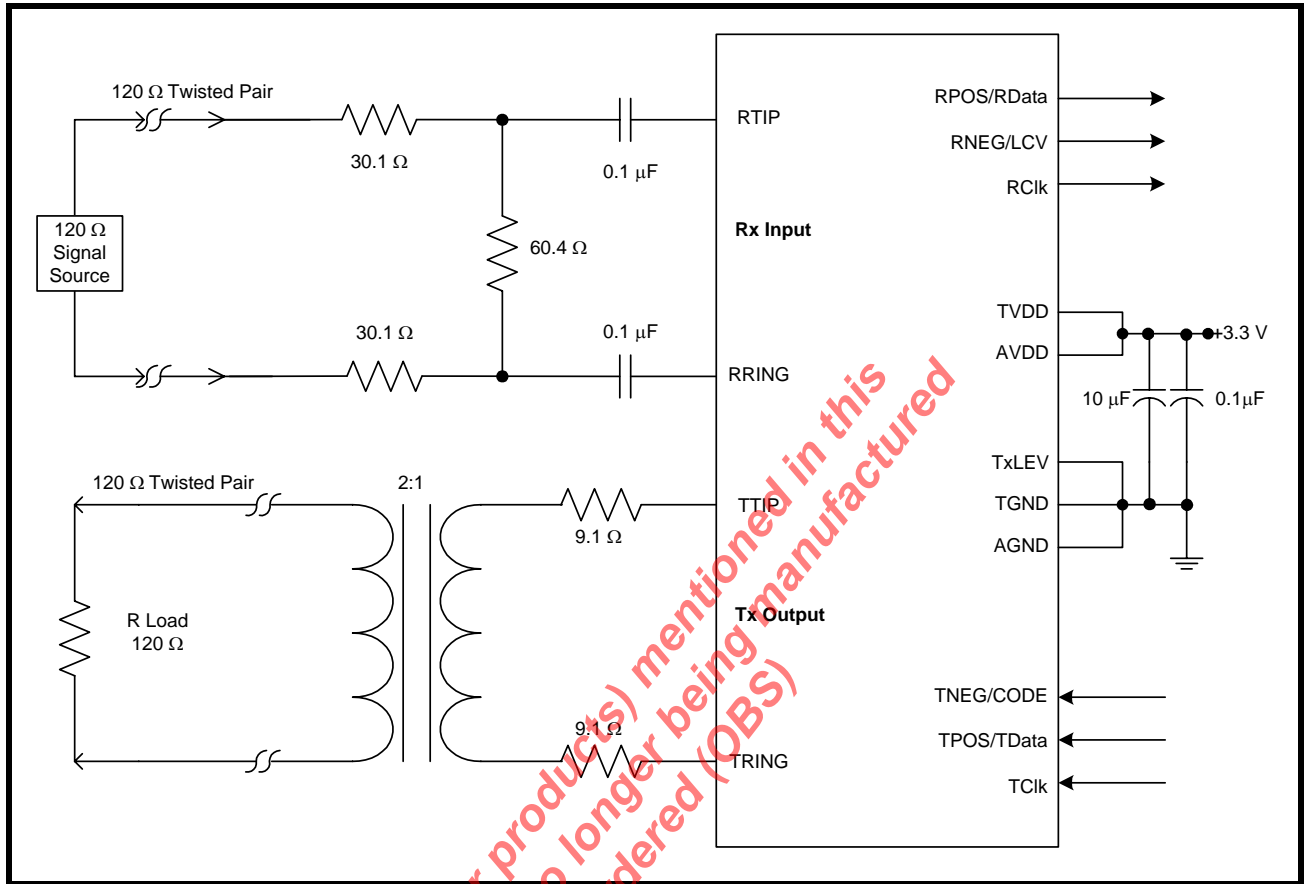 120 Ω Twisted Pair
30.1 Ω
0.1 μF
RTIP
120 Ω
Signal
Source
60.4 Ω
Rx Input
30.1 Ω
0.1 μF
RRING
120 Ω Twisted Pair
2:1
9.1 Ω
TTIP
R Load
120 Ω
Tx Output
9.1 Ω
TRING
RPOS/RData
RNEG/LCV
RClk
TVDD
AVDD
+3.3 V
10 μF
0.1μF
TxLEV
TGND
AGND
TNEG/CODE
TPOS/TData
TClk
products) mentioned in this
longer being manufactured
(OBS)